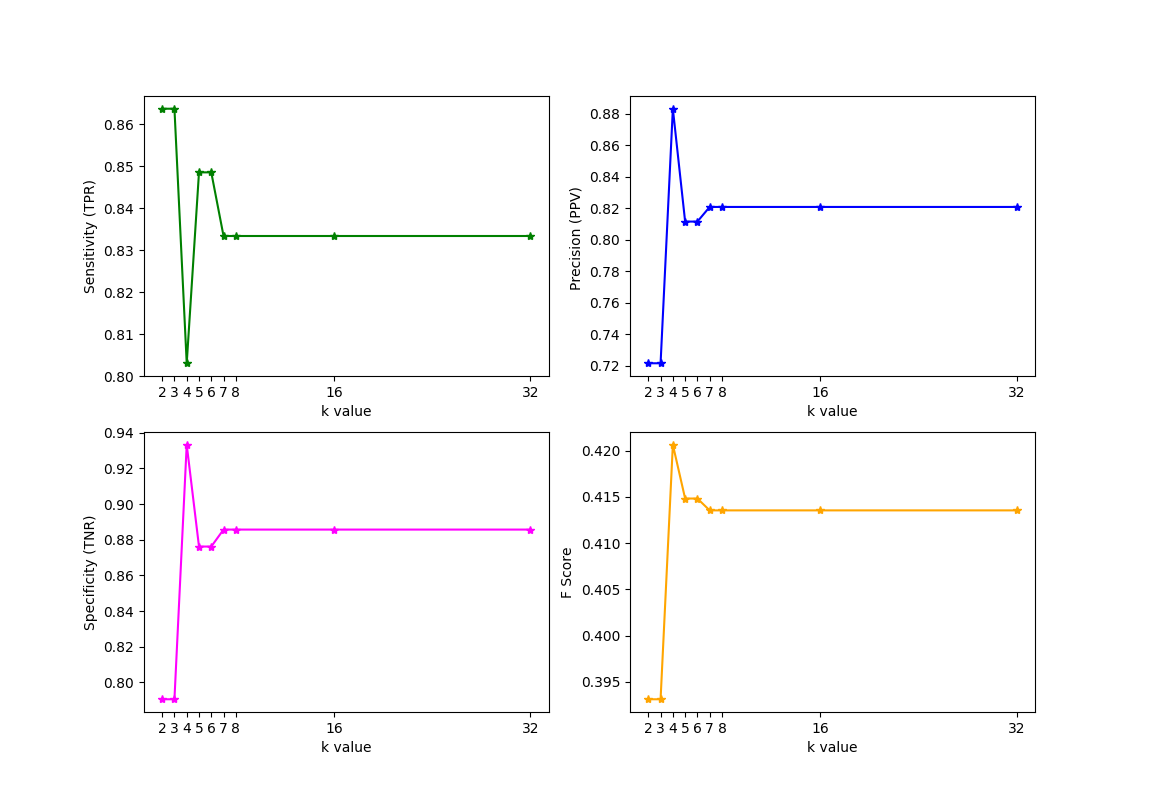 Sensitivity (TPR)
0.86
0.85
0.84
0.83
0.82
0.81
0.80
2 3 4 5 6 7 8 16 32
k value
Precision (PPV)
0.88
0.86
0.84
0.82
0.80
0.78
0.76
0.74
0.72
2 3 4 5 6 7 8 16 32
k value
Specificity (TNR)
0.94
0.92
0.90
0.88
0.86
0.84
0.82
0.80
2 3 4 5 6 7 8 16 32
k value
F Score
0.420
0.415
0.410
0.405
0.400
0.395
2 3 4 5 6 7 8 16 32
k value